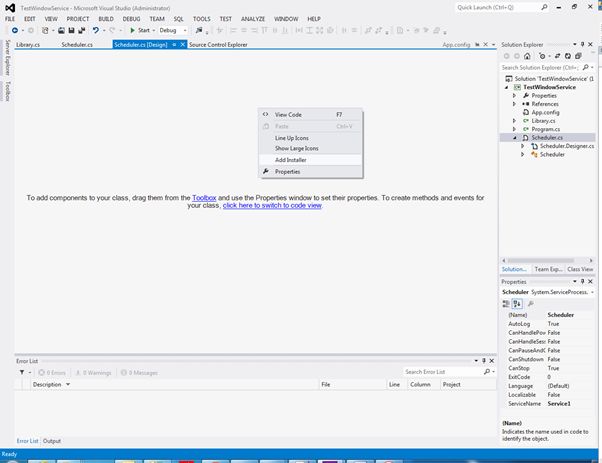 TestWindowService - Microsoft Visual Studio (Administrator)
Quick Launch (Ctrl+Q)
FILE EDIT VIEW PROJECT BUILD DEBUG TEAM SQL TOOLS TEST ANALYZE WINDOW HELP
Start Debug
Library.cs Scheduler.cs Scheduler.cs [Design] Source Control Explorer App.config
Server Explorer
Toolbox
View Code F7
Paste Ctrl+V
Line Up Icons
Show Large Icons
Add Installer
Properties
To add components to your class, drag them from the Toolbox and use the Properties window to set their properties. To create methods and events for
your class, click here to switch to code view.
Error List
0 Errors 0 Warnings 0 Messages
Search Error List
Description File Line Column Project
Error List Output
Solution Explorer
Search Solution Explorer (Ctrl+;)
Solution 'TestWindowService' (
TestWindowService
Properties
References
App.config
Library.cs
Program.cs
Scheduler.cs
Scheduler.Designer.cs
Scheduler
Solution... Team Exp... Class View
Properties
Scheduler System.ServiceProcess.
(Name) Scheduler
AutoLog True
CanHandlePow False
CanHandleSess False
CanPauseAndC False
CanShutdown False
CanStop True
ExitCode 0
Language (Default)
Localizable False
ServiceName Service1
(Name)
Indicates the name used in code to
identify the object.
Ready